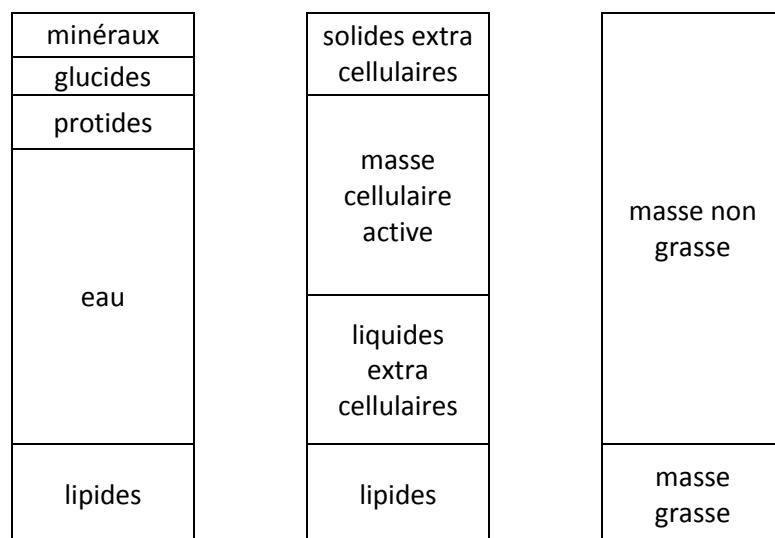 minéraux
glucides
protides
eau
lipides
solides extra
cellulaires
masse
cellulaire
active
liquides
extra
cellulaires
lipides
masse non
grasse
masse
grasse